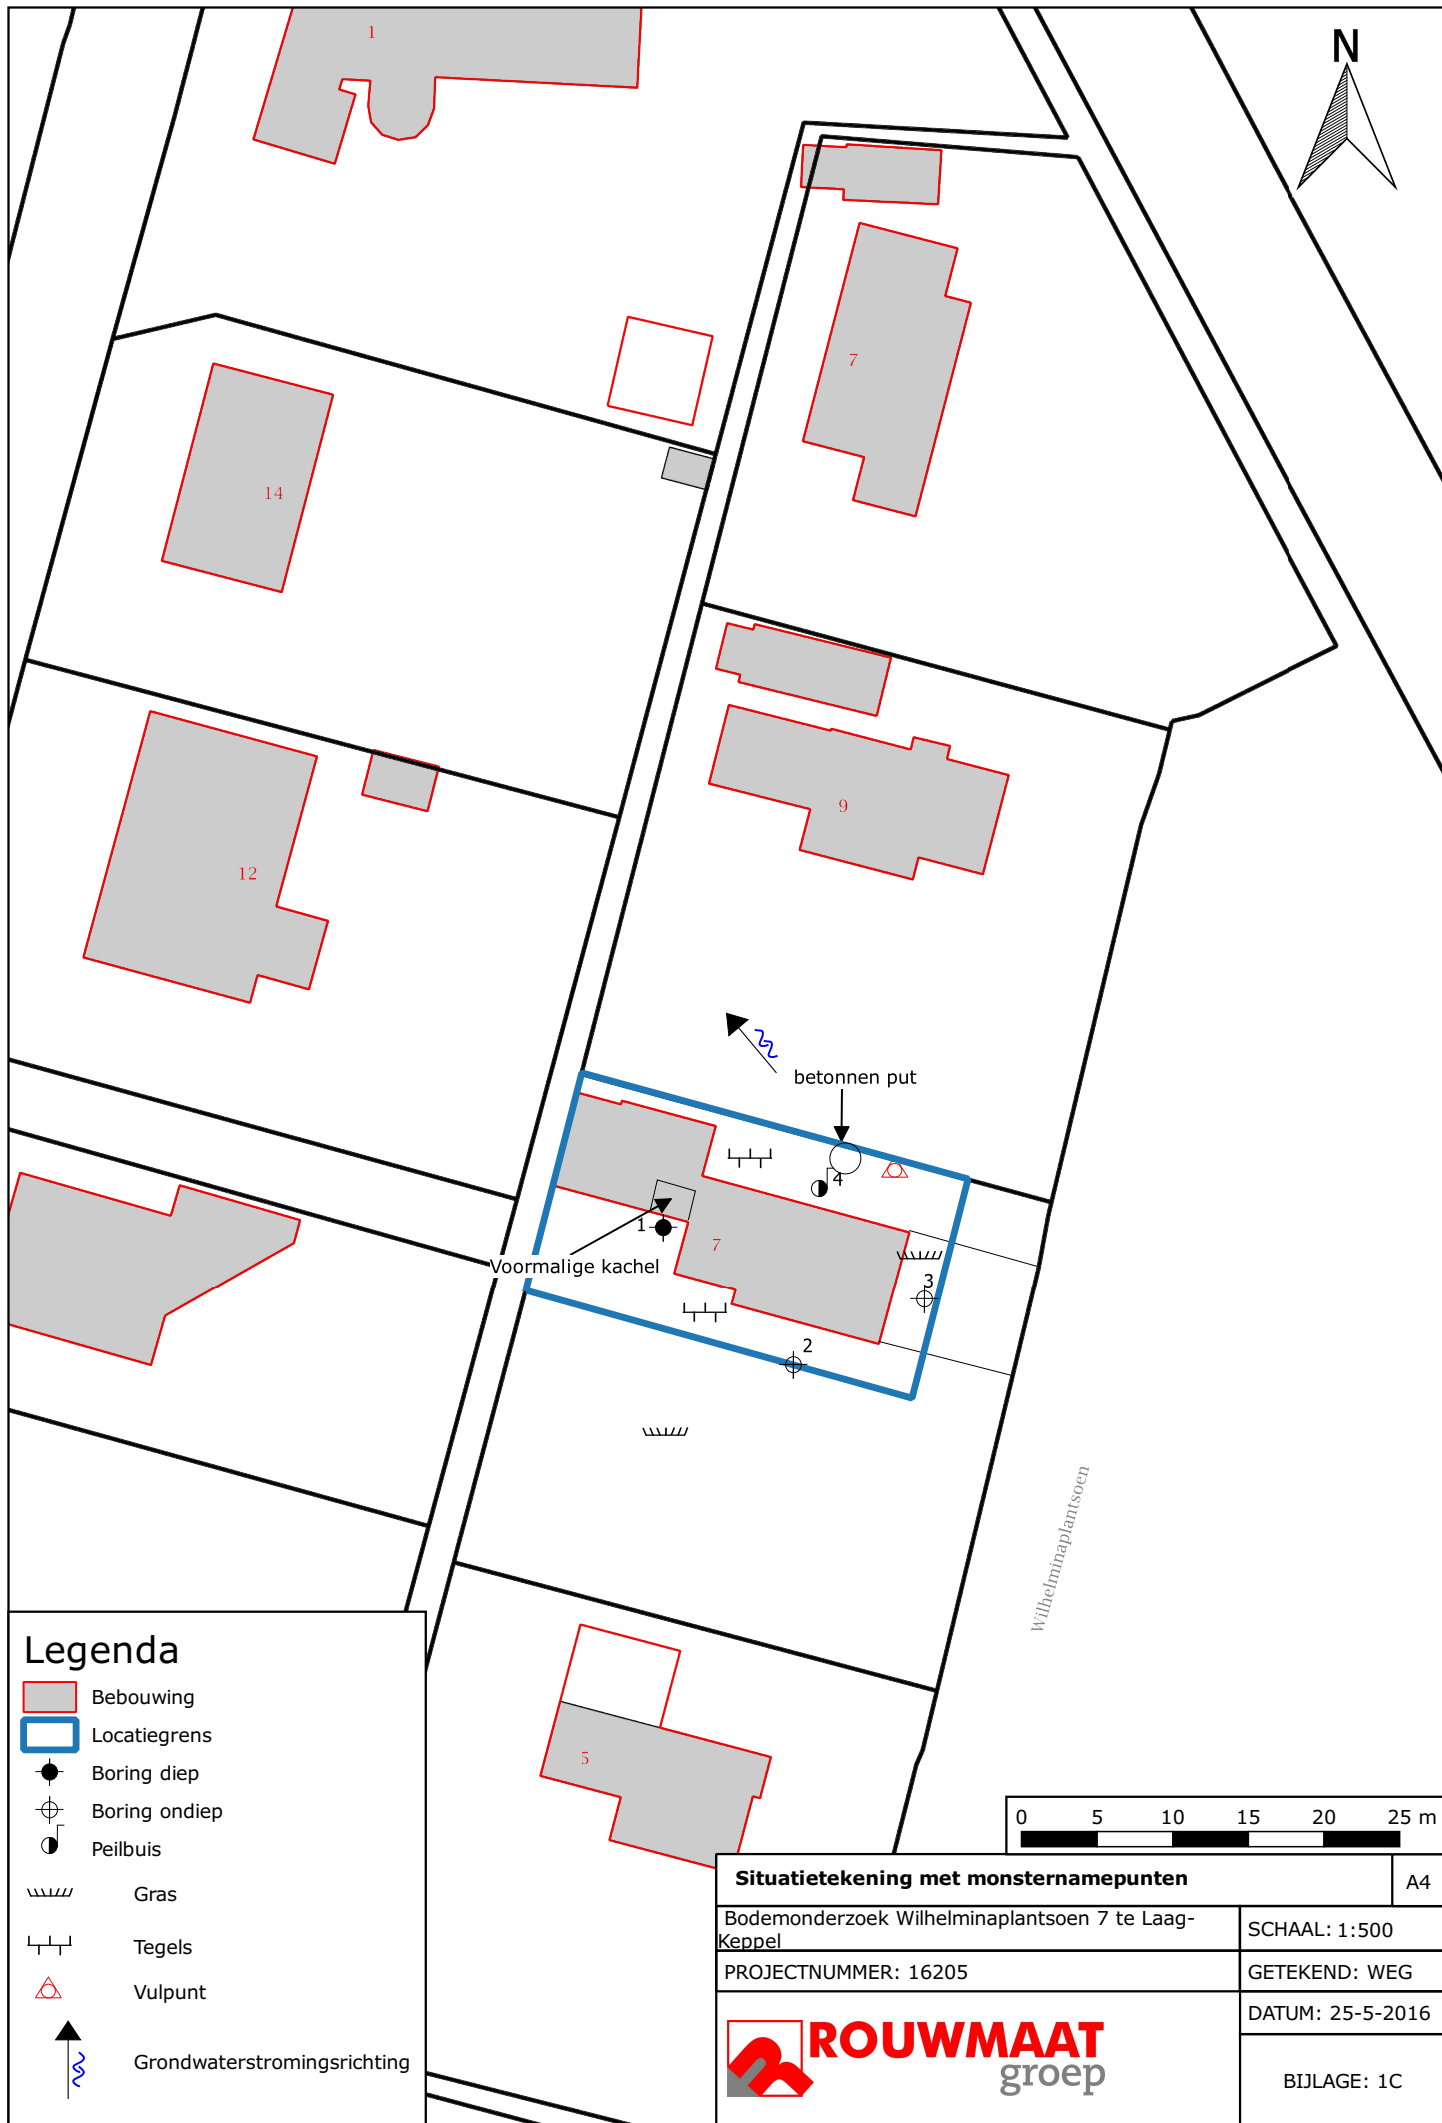 1
N
7
14
9
12
betonnen put
4
1
7
Voormalige kachel
3
2
Wilhelminaplantsoen
5
Legenda
Bebouwing
Locatiegrens
Boring diep
Boring ondiep
Peilbuis
Gras
Tegels
Vulpunt
Grondwaterstromingsrichting
0 5 10 15 20 25 m
Situatietekening met monsternamepunten
A4
Bodemonderzoek Wilhelminaplantsoen 7 te Laag-
Keppel
SCHAAL: 1:500
PROJECTNUMMER: 16205
GETEKEND: WEG
DATUM: 25-5-2016
ROUWMAAT
groep
BIJLAGE: 1C